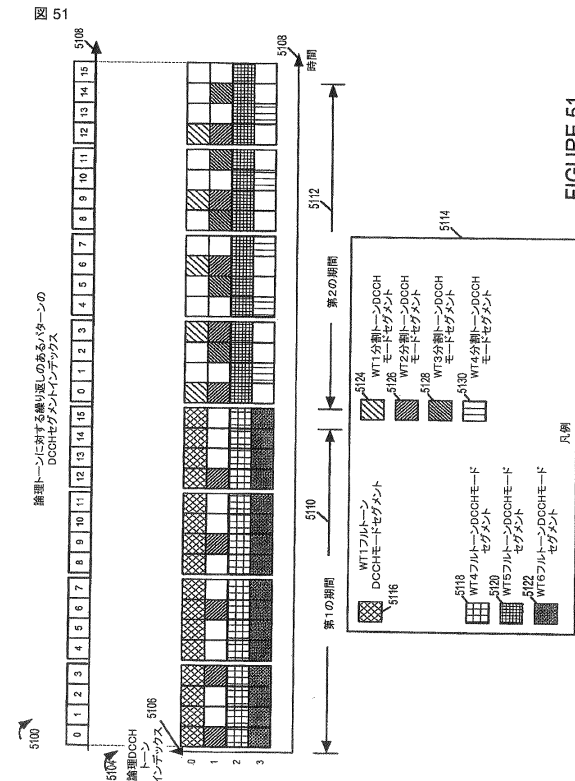 図 51
論理トーンに対する繰り返しのあるパターンの
DCCHセグメントインデックス
5100
5108
0 1 2 3 4 5 6 7 8 9 10 11 12 13 14 15
5104
論理DCCH
トーン
インデックス
5106
0
1
2
3
0 1 2 3 4 5 6 7 8 9 10 11 12 13 14 15
5108
時間
第1の期間
5110
第2の期間
5112
5114
5116
WT1フルトーン
DCCHモードセグメント
5118
WT4フルトーンDCCHモード
セグメント
5120
WT5フルトーンDCCHモード
セグメント
5122
WT6フルトーンDCCHモード
セグメント
5124
WT1分割トーンDCCH
モードセグメント
5126
WT2分割トーンDCCH
モードセグメント
5128
WT3分割トーンDCCH
モードセグメント
5130
WT4分割トーンDCCH
モードセグメント
凡例
FIGURE 51